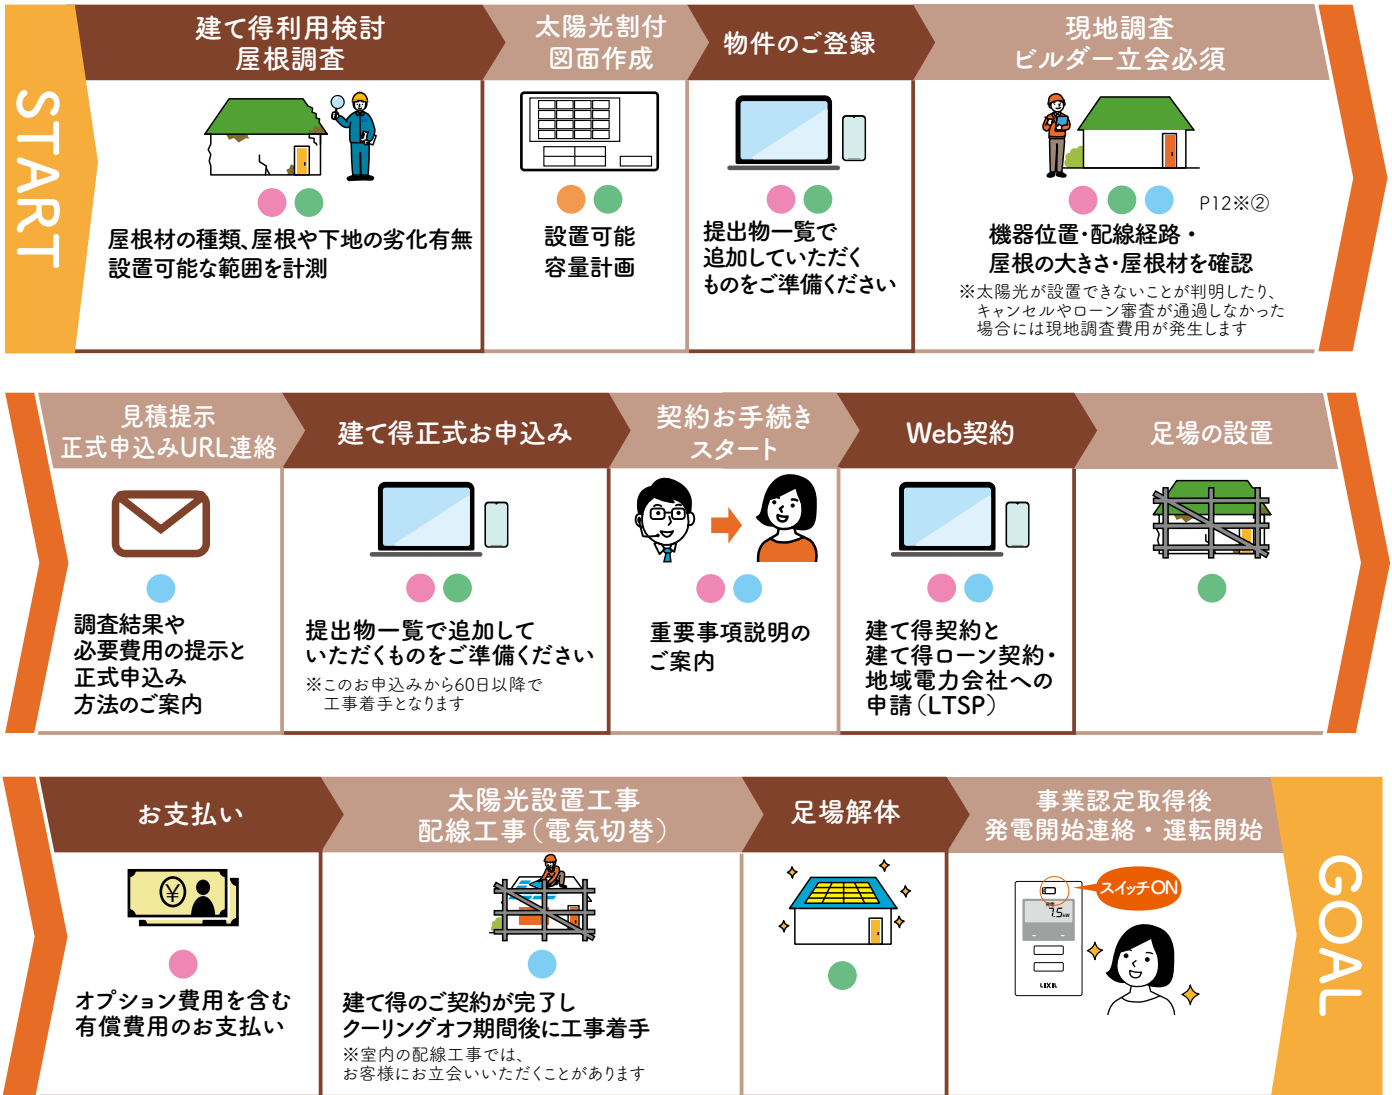 START
建て得利用検討
屋根調査
屋根材の種類、屋根や下地の劣化有無
設置可能な範囲を計測
太陽光割付
図面作成
設置可能
容量計画
物件のご登録
提出物一覧で
追加していただく
ものをご準備ください
現地調査
ビルダー立会必須
P12※②
機器位置・配線経路・
屋根の大きさ・屋根材を確認
※太陽光が設置できないことが判明したり、
キャンセルやローン審査が通過しなかった
場合には現地調査費用が発生します
見積提示
正式申込みURL連絡
調査結果や
必要費用の提示と
正式申込み
方法のご案内
建て得正式お申込み
提出物一覧で追加して
いただくものをご準備ください
※このお申込みから60日以降で
工事着手となります
契約お手続き
スタート
重要事項説明の
ご案内
Web契約
建て得契約と
建て得ローン契約・
地域電力会社への
申請（LTSP）
足場の設置
お支払い
オプション費用を含む
有償費用のお支払い
太陽光設置工事
配線工事（電気切替）
建て得のご契約が完了し
クーリングオフ期間後に工事着手
※室内の配線工事では、
お客様にお立会いいただくことがあります
足場解体
事業認定取得後
発電開始連絡・運転開始
スイッチON
7.5kW
LIXIL
GOAL